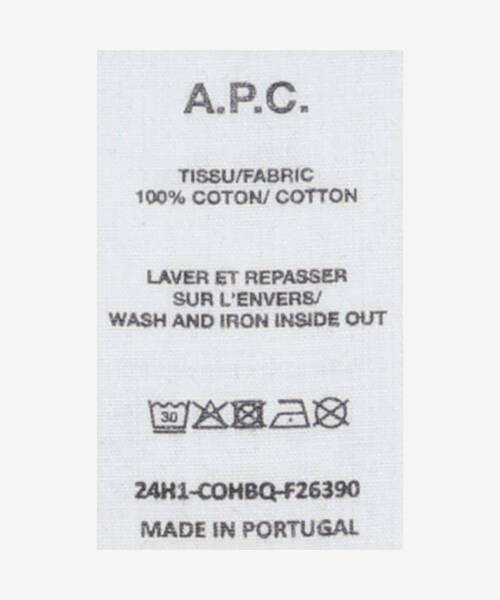 A.P.C.
TISSU/FABRIC
100% COTON/ COTTON
LAVER ET REPASSER
SUR L'ENVERS/
WASH AND IRON INSIDE OUT
30
24H1-COHBQ-F26390
MADE IN PORTUGAL